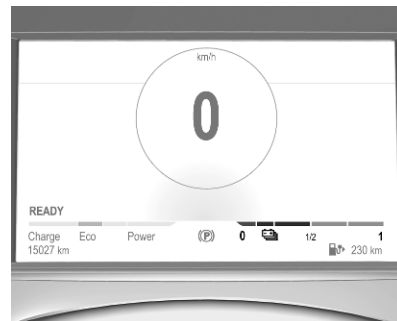 km/h
0
READY
Charge Eco Power (P) 0 1/2 1
15027 km 230 km